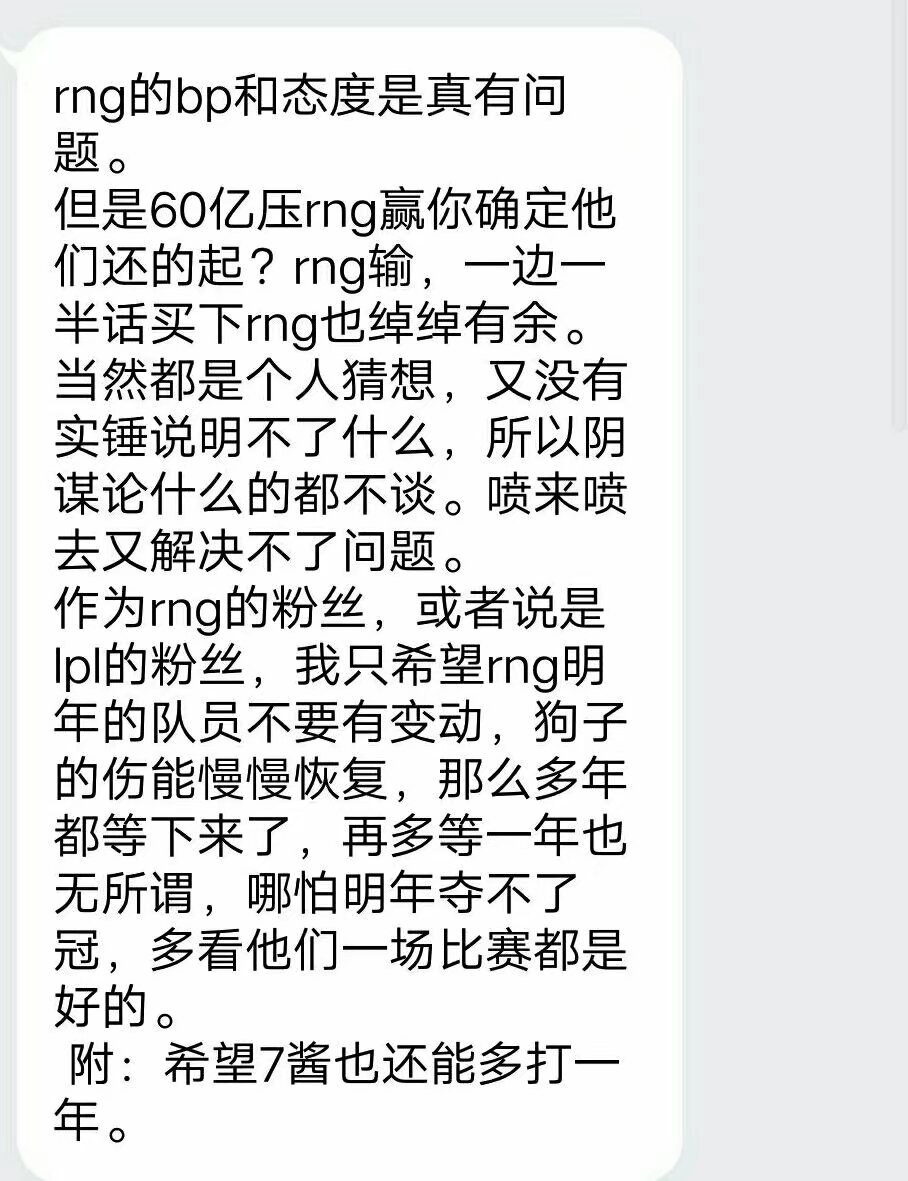 rng的bp和态度是真有问
题。
但是60亿压rng赢你确定他
们还的起？rng输，一边一
半话买下rng也绰绰有余。
当然都是个人猜想，又没有
实锤说明不了什么，所以阴
谋论什么的都不谈。喷来喷
去又解决不了问题。
作为rng的粉丝，或者说是
lpl的粉丝，我只希望rng明
年的队员不要有变动，狗子
的伤能慢慢恢复，那么多年
都等下来了，再多等一年也
无所谓，哪怕明年夺不了
冠，多看他们一场比赛都是
好的。
附：希望7酱也还能多打一
年。